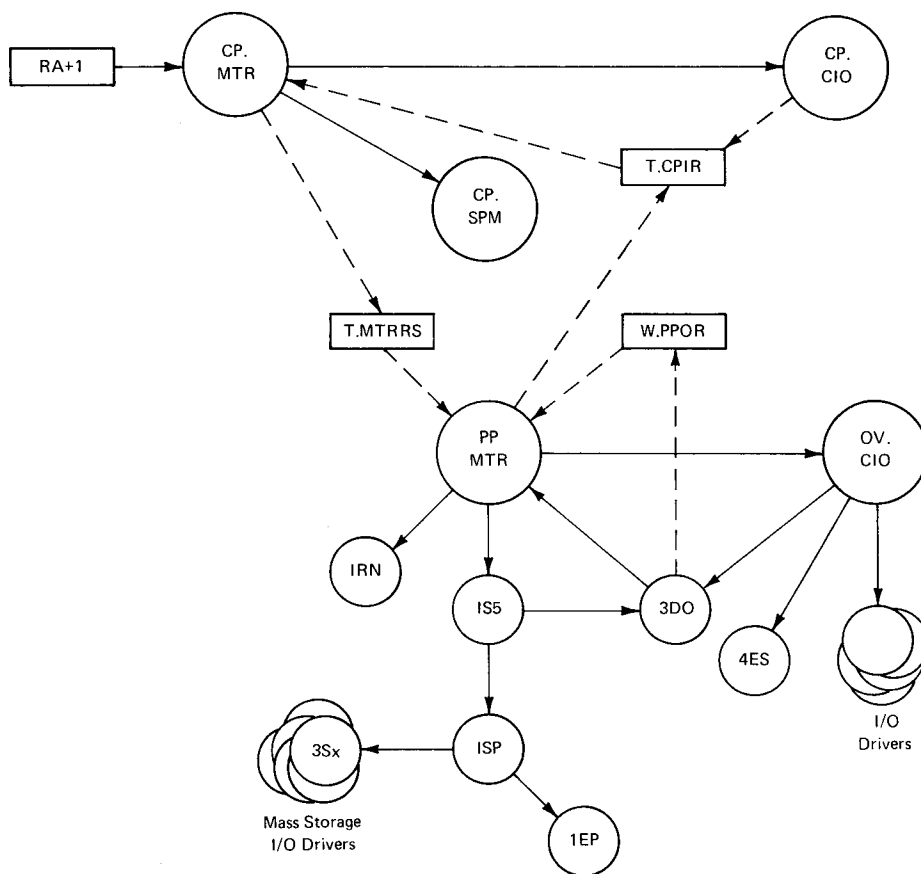 RA+1
CP.
MTR
CP.
CIO
T.CPIR
CP.
SPM
T.MTRRS
W.PPOR
PP
MTR
OV.
CIO
IRN
IS5
3DO
4ES
I/O
Drivers
3Sx
ISP
Mass Storage
I/O Drivers
1EP